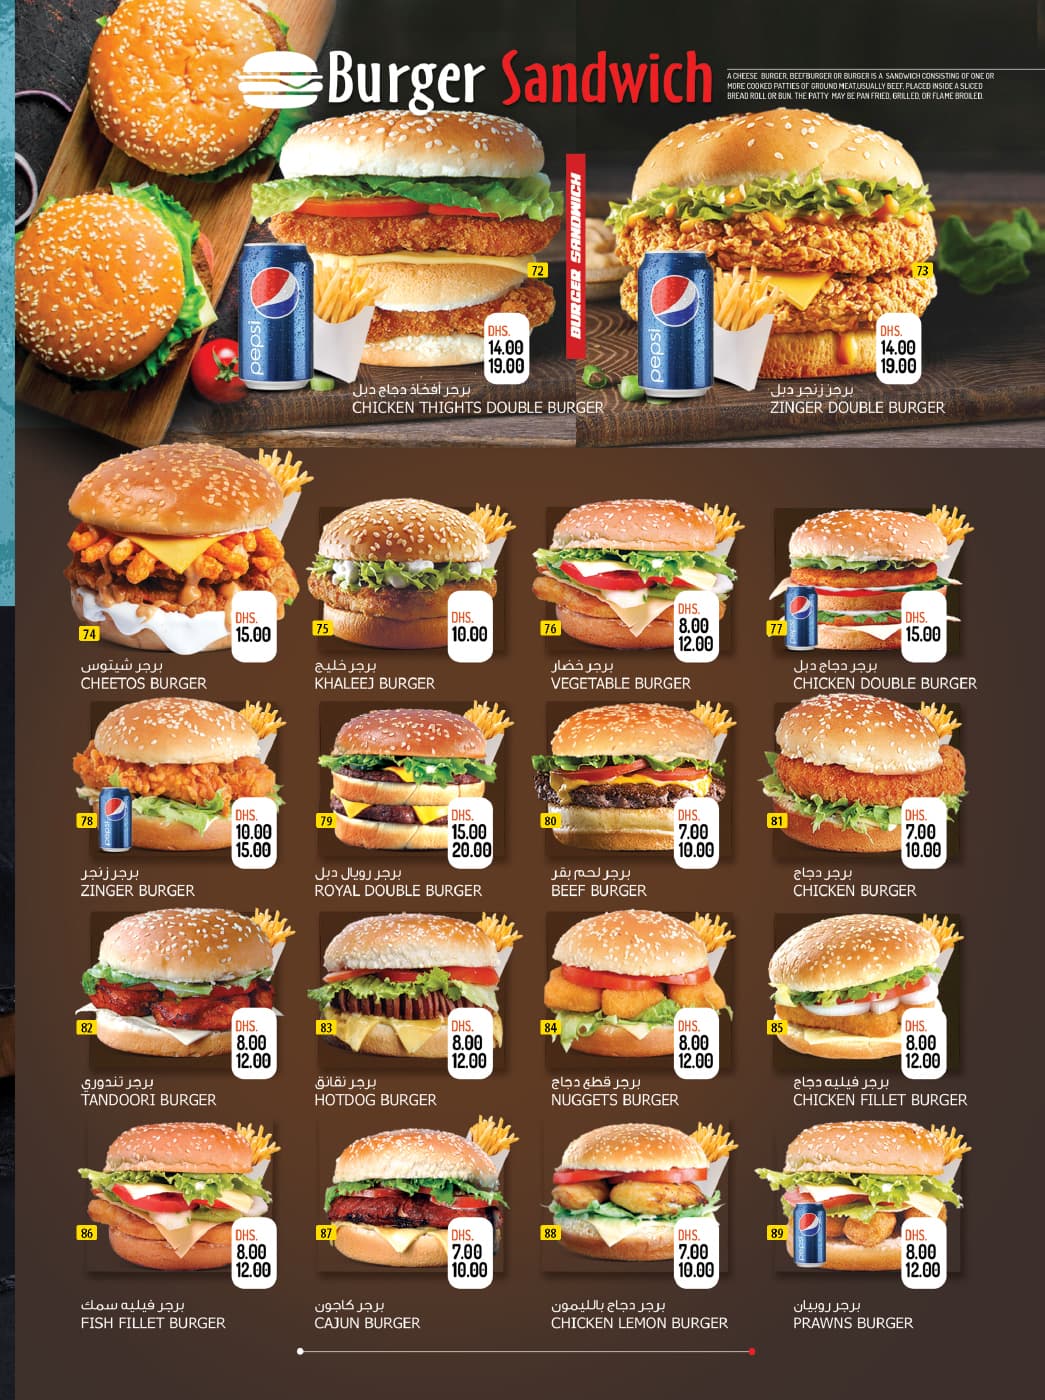 Burger Sandwich
A CHEESE BURGER, BEEFBURGER OR BURGER IS A SANDWICH CONSISTING OF ONE OR
MORE COOKED PATTIES OF GROUND MEAT,USUALLY BEEF, PLACED INSIDE A SLICED
BREAD ROLL OR BUN. THE PATTY MAY BE PAN FRIED, GRILLED, OR FLAME BROILED.
BURGER SANDWICH
72
pepsi
DHS.
14.00
19.00
برجر أفخاذ دجاج دبل
CHICKEN THIGHTS DOUBLE BURGER
73
pepsi
DHS.
14.00
19.00
برجر زنجر دبل
ZINGER DOUBLE BURGER
74
DHS.
15.00
برجر شيتوس
CHEETOS BURGER
75
DHS.
10.00
برجر خليج
KHALEEJ BURGER
76
DHS.
8.00
12.00
برجر خضار
VEGETABLE BURGER
77
pepsi
DHS.
15.00
برجر دجاج دبل
CHICKEN DOUBLE BURGER
78
pepsi
DHS.
10.00
15.00
برجر زنجر
ZINGER BURGER
79
DHS.
15.00
20.00
برجر رويال دبل
ROYAL DOUBLE BURGER
80
DHS.
7.00
10.00
برجر لحم بقر
BEEF BURGER
81
DHS.
7.00
10.00
برجر دجاج
CHICKEN BURGER
82
DHS.
8.00
12.00
برجر تندوري
TANDOORI BURGER
83
DHS.
8.00
12.00
برجر نقانق
HOTDOG BURGER
84
DHS.
8.00
12.00
برجر قطع دجاج
NUGGETS BURGER
85
DHS.
8.00
12.00
برجر فيليه دجاج
CHICKEN FILLET BURGER
86
DHS.
8.00
12.00
برجر فيليه سمك
FISH FILLET BURGER
87
DHS.
7.00
10.00
برجر كاجون
CAJUN BURGER
88
DHS.
7.00
10.00
برجر دجاج بالليمون
CHICKEN LEMON BURGER
89
pepsi
DHS.
8.00
12.00
برجر روبيان
PRAWNS BURGER